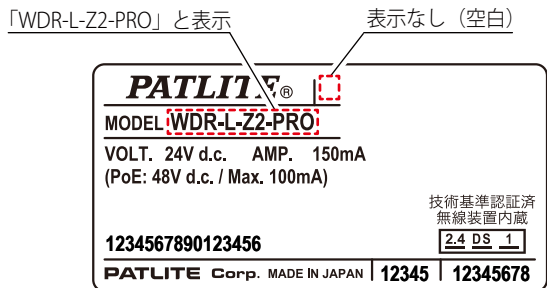 「WDR-L-Z2-PRO」と表示
表示なし（空白）
PATLITE®
MODEL WDR-L-Z2-PRO
VOLT. 24V d.c. AMP. 150mA
(PoE: 48V d.c. / Max. 100mA)
技術基準認証済
無線装置内蔵
2.4 DS 1
1234567890123456
PATLITE Corp. MADE IN JAPAN 12345 12345678